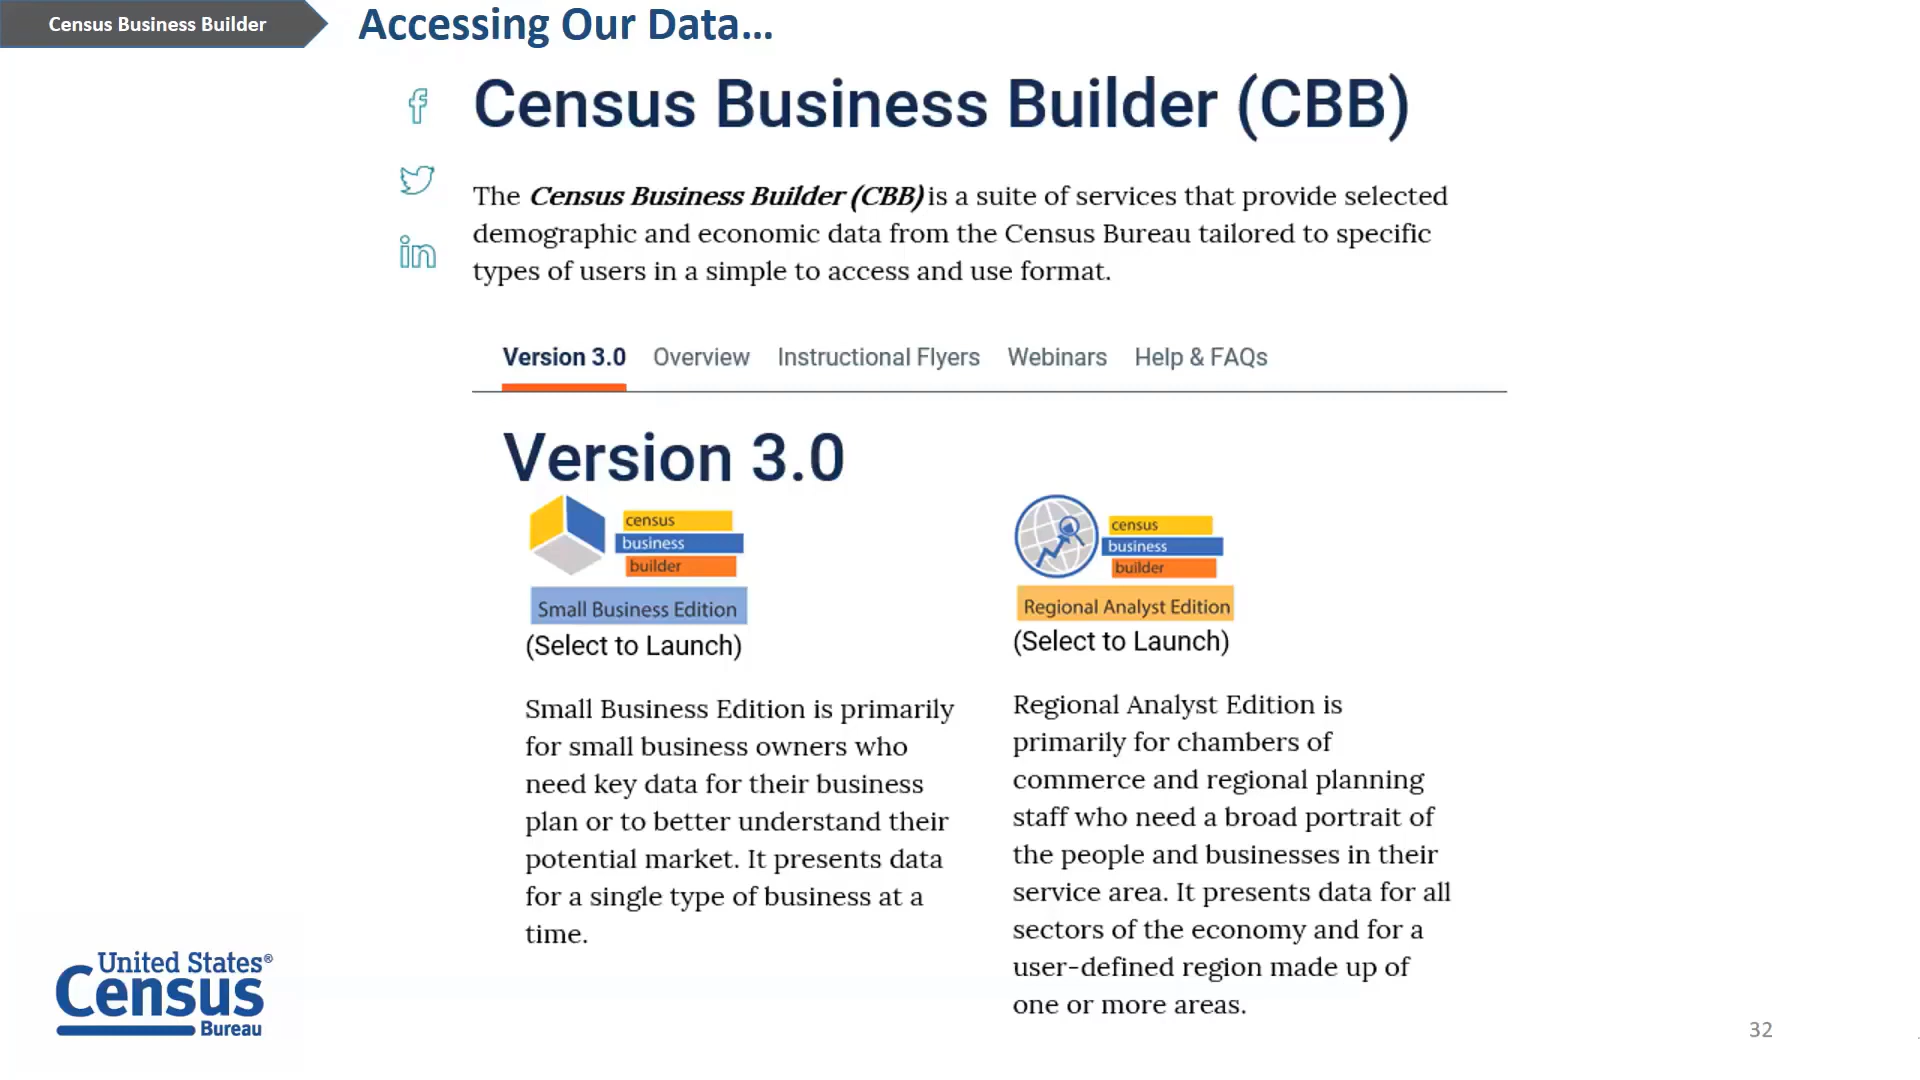 Census Business Builder
Accessing Our Data...
Census Business Builder (CBB)
The Census Business Builder (CBB) is a suite of services that provide selected
demographic and economic data from the Census Bureau tailored to specific
types of users in a simple to access and use format.
Version 3.0 Overview Instructional Flyers Webinars Help & FAQs
Version 3.0
census
business
builder
Small Business Edition
(Select to Launch)
Small Business Edition is primarily
for small business owners who
need key data for their business
plan or to better understand their
potential market. It presents data
for a single type of business at a
time.
census
business
builder
Regional Analyst Edition
(Select to Launch)
Regional Analyst Edition is
primarily for chambers of
commerce and regional planning
staff who need a broad portrait of
the people and businesses in their
service area. It presents data for all
sectors of the economy and for a
user-defined region made up of
one or more areas.
United States®
Census
Bureau
32